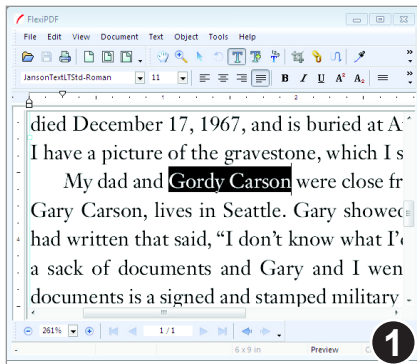 FlexiPDF
File Edit View Document Text Object Tools Help
JansonTextLTStd-Roman 11 B I U A² A₂
died December 17, 1967, and is buried at A
I have a picture of the gravestone, which I s
My dad and Gordy Carson were close fr
Gary Carson, lives in Seattle. Gary showed
had written that said, “I don’t know what I’
a sack of documents and Gary and I wen
documents is a signed and stamped military
261% 1 / 1
6 x 9 in Preview
1